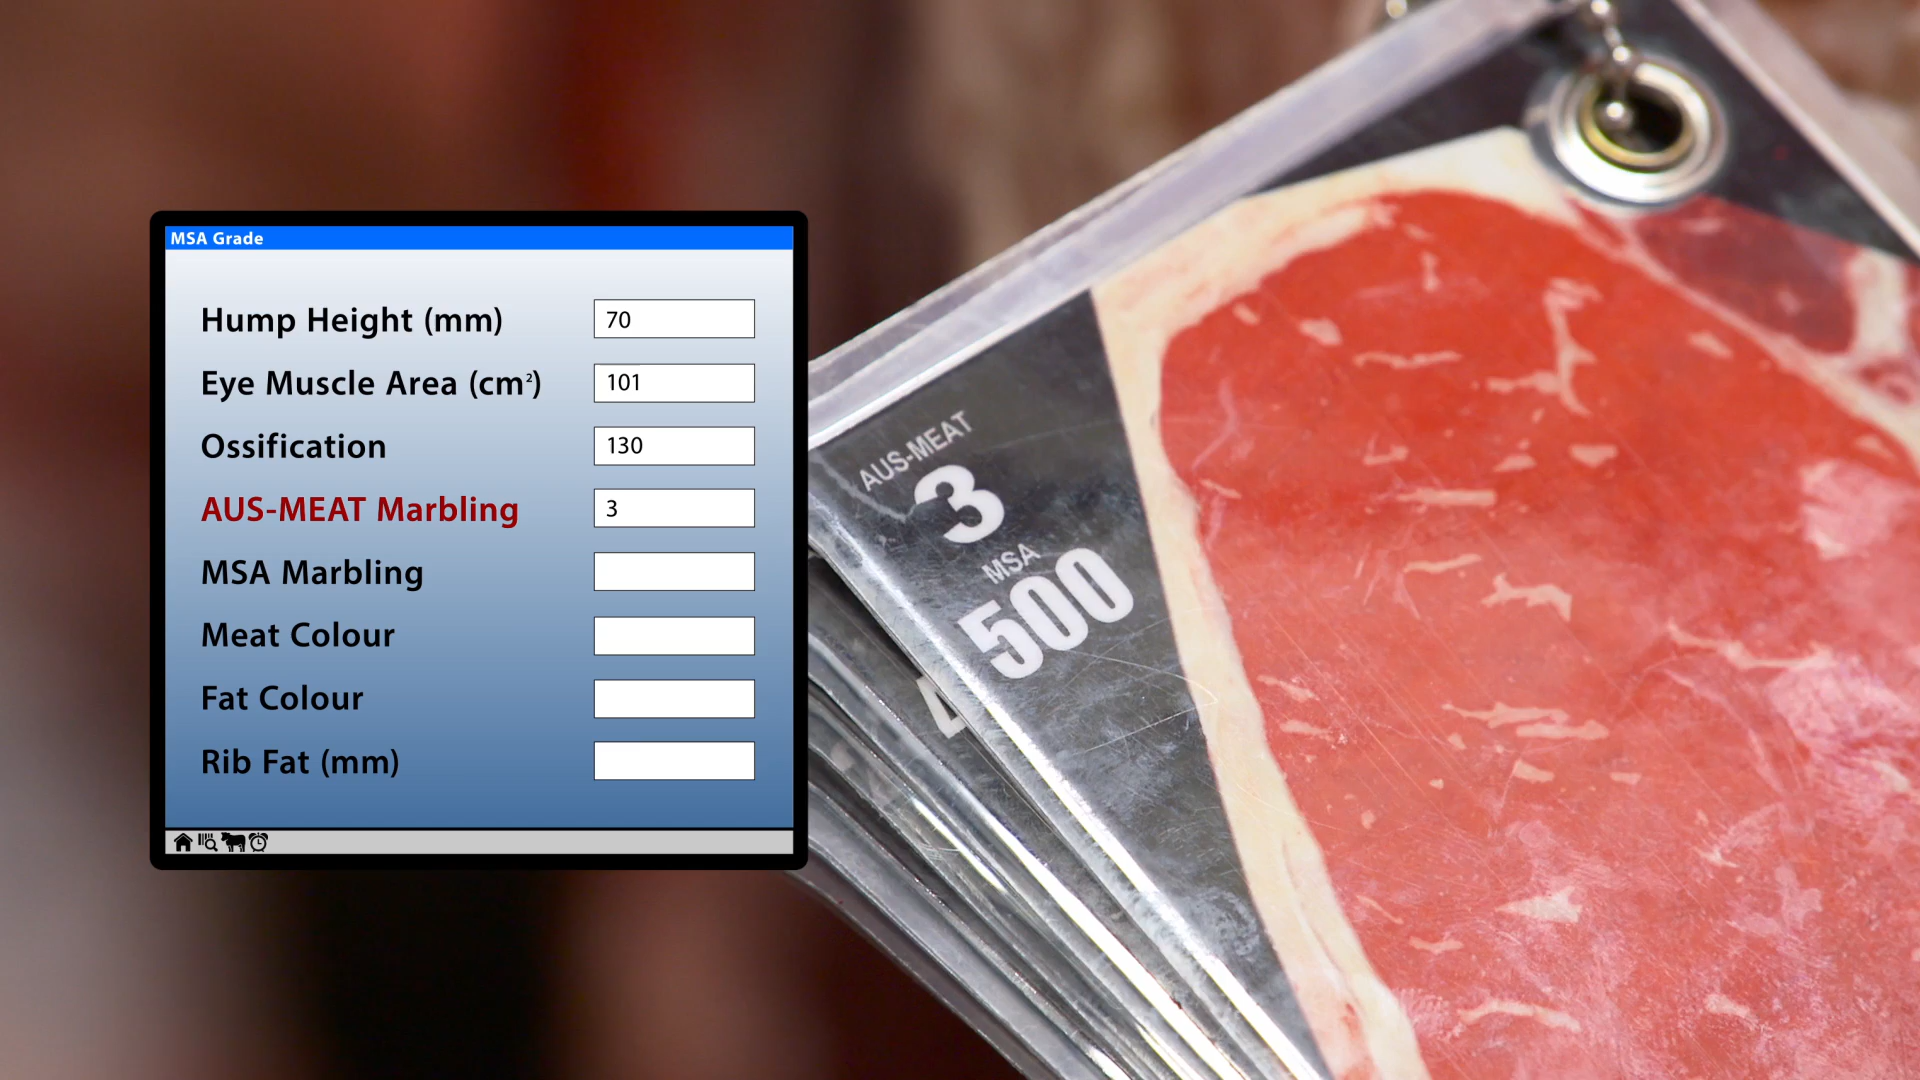 MSA Grade
Hump Height (mm) 70
Eye Muscle Area (cm²) 101
Ossification 130
AUS-MEAT Marbling 3
MSA Marbling
Meat Colour
Fat Colour
Rib Fat (mm)
AUS-MEAT
3
MSA
500